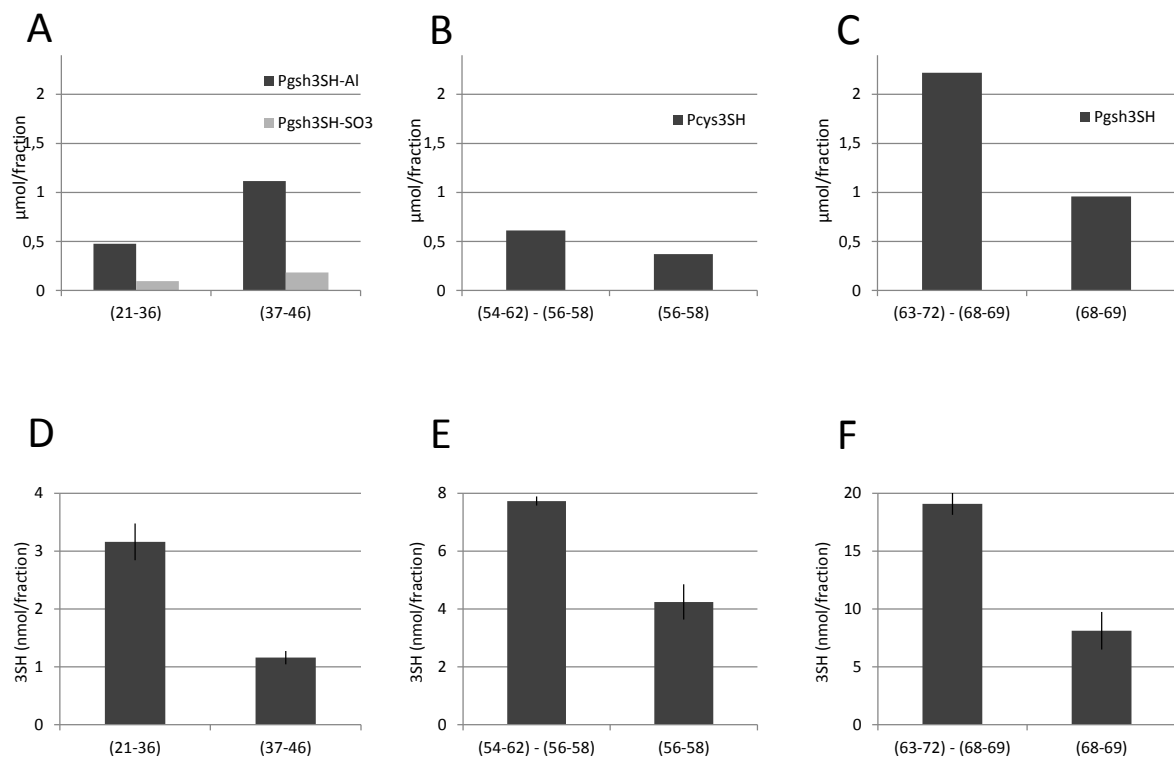 A
µmol/fraction
2
1,5
1
0,5
0
Pgsh3SH-Al
Pgsh3SH-SO3
(21-36)
(37-46)
B
µmol/fraction
2
1,5
1
0,5
0
Pcys3SH
(54-62) - (56-58)
(56-58)
C
µmol/fraction
2
1,5
1
0,5
0
Pgsh3SH
(63-72) - (68-69)
(68-69)
D
3SH (nmol/fraction)
4
3
2
1
0
(21-36)
(37-46)
E
3SH (nmol/fraction)
8
6
4
2
0
(54-62) - (56-58)
(56-58)
F
3SH (nmol/fraction)
20
15
10
5
0
(63-72) - (68-69)
(68-69)